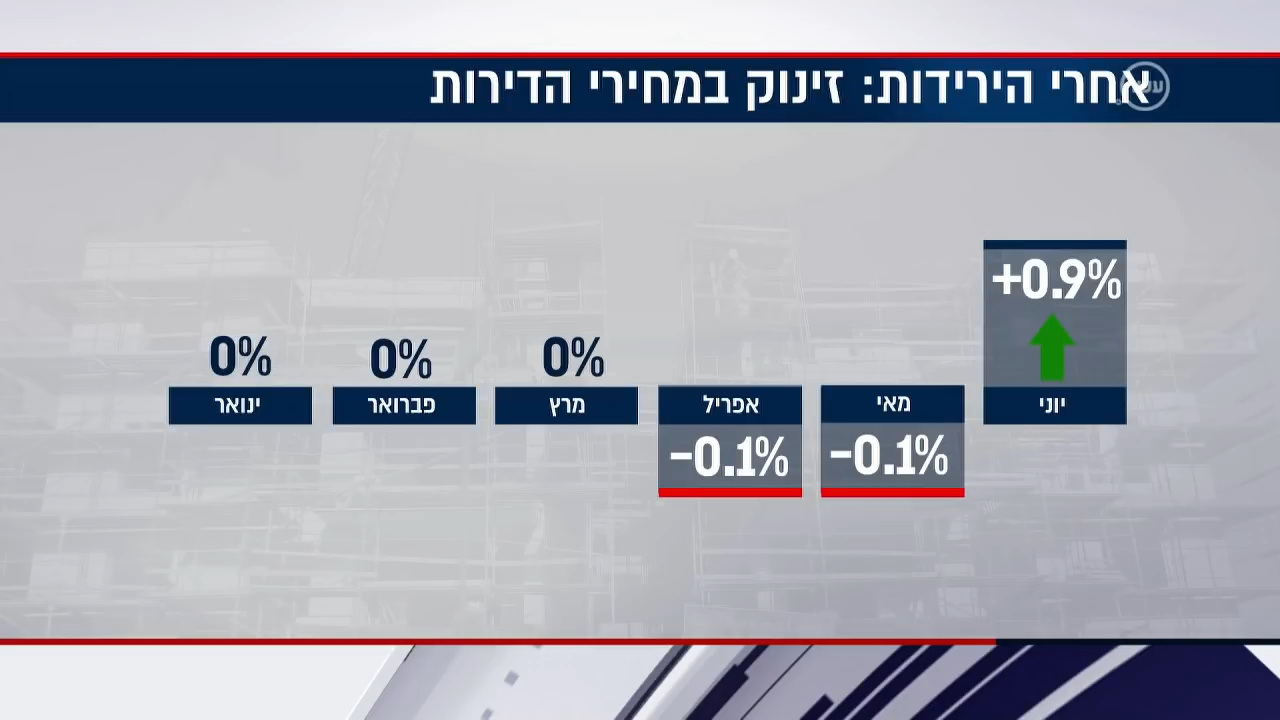 אחרי הירידות: זינוק במחירי הדירות
0% 0% 0% +0.9%
ינואר פברואר מרץ אפריל מאי יוני
-0.1% -0.1%